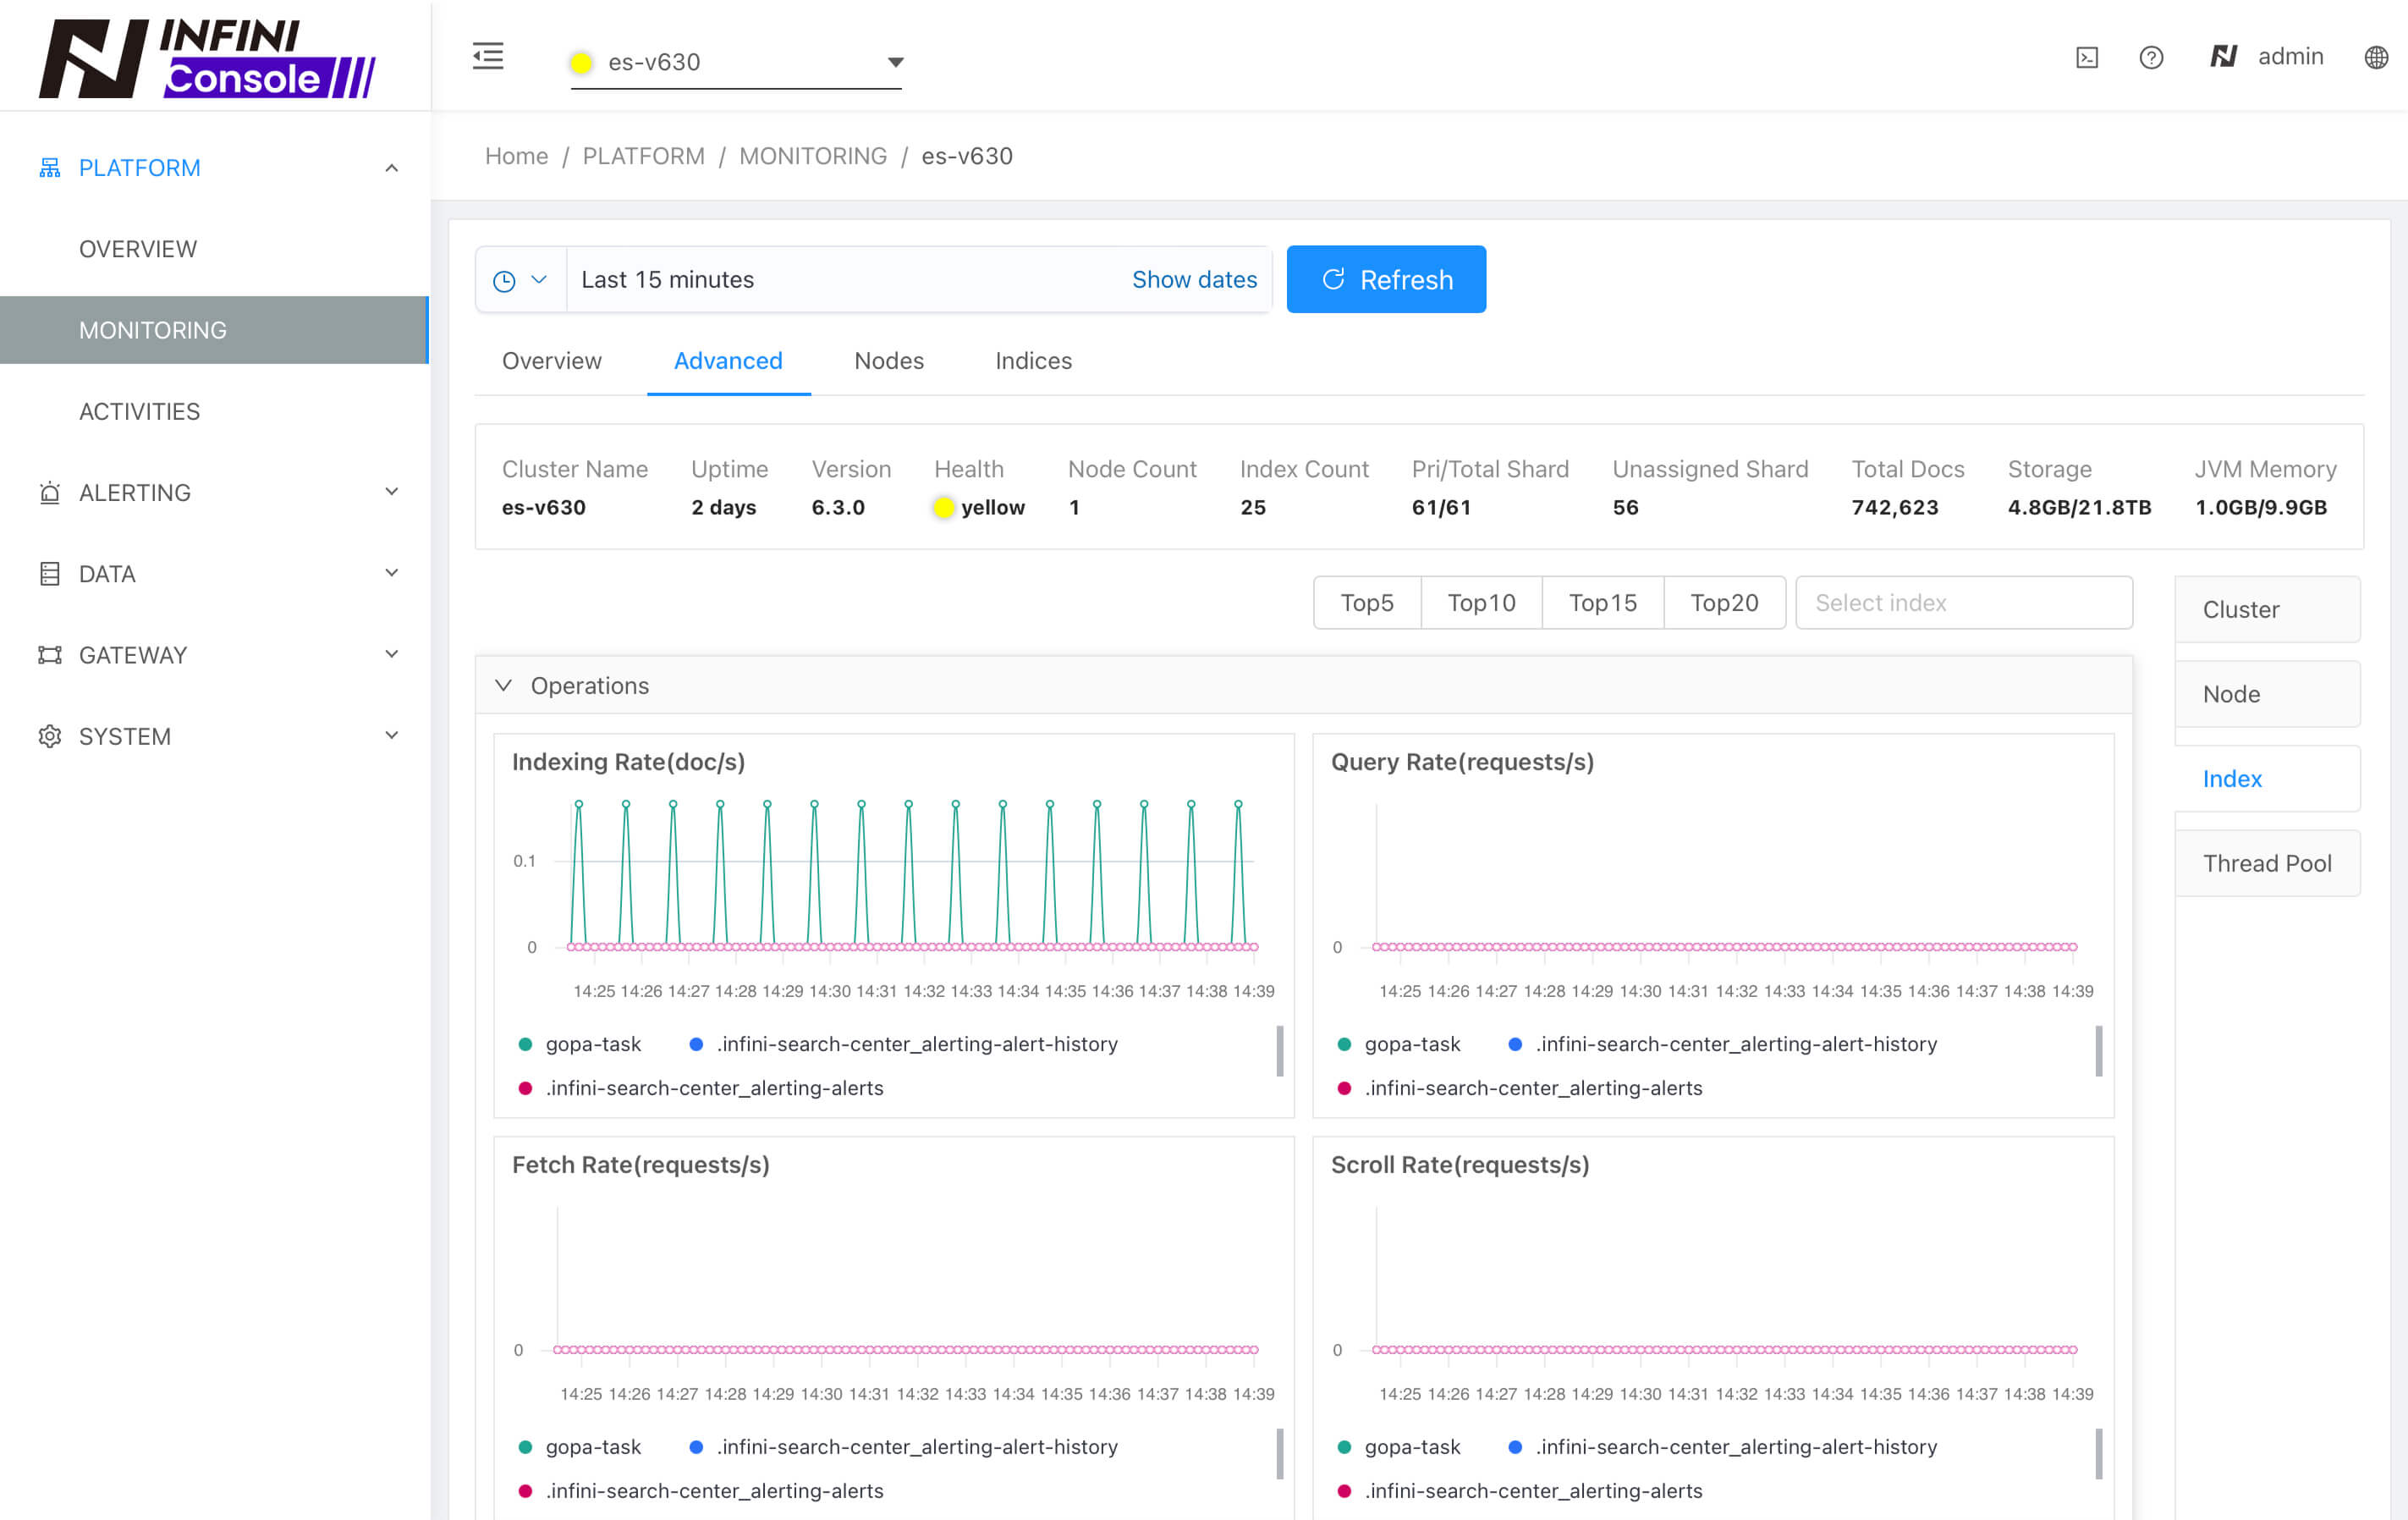 INFINI
Console
es-v630
admin
PLATFORM
OVERVIEW
MONITORING
ACTIVITIES
ALERTING
DATA
GATEWAY
SYSTEM
Home / PLATFORM / MONITORING / es-v630
Last 15 minutes Show dates Refresh
Overview Advanced Nodes Indices
Cluster Name Uptime Version Health Node Count Index Count Pri/Total Shard Unassigned Shard Total Docs Storage JVM Memory
es-v630 2 days 6.3.0 yellow 1 25 61/61 56 742,623 4.8GB/21.8TB 1.0GB/9.9GB
Top5 Top10 Top15 Top20 Select index
Cluster
Node
Index
Thread Pool
Operations
Indexing Rate(doc/s)
0.1
0
14:25 14:26 14:27 14:28 14:29 14:30 14:31 14:32 14:33 14:34 14:35 14:36 14:37 14:38 14:39
gopa-task .infini-search-center_alerting-alert-history
.infini-search-center_alerting-alerts
Query Rate(requests/s)
0
14:25 14:26 14:27 14:28 14:29 14:30 14:31 14:32 14:33 14:34 14:35 14:36 14:37 14:38 14:39
gopa-task .infini-search-center_alerting-alert-history
.infini-search-center_alerting-alerts
Fetch Rate(requests/s)
0
14:25 14:26 14:27 14:28 14:29 14:30 14:31 14:32 14:33 14:34 14:35 14:36 14:37 14:38 14:39
gopa-task .infini-search-center_alerting-alert-history
.infini-search-center_alerting-alerts
Scroll Rate(requests/s)
0
14:25 14:26 14:27 14:28 14:29 14:30 14:31 14:32 14:33 14:34 14:35 14:36 14:37 14:38 14:39
gopa-task .infini-search-center_alerting-alert-history
.infini-search-center_alerting-alerts